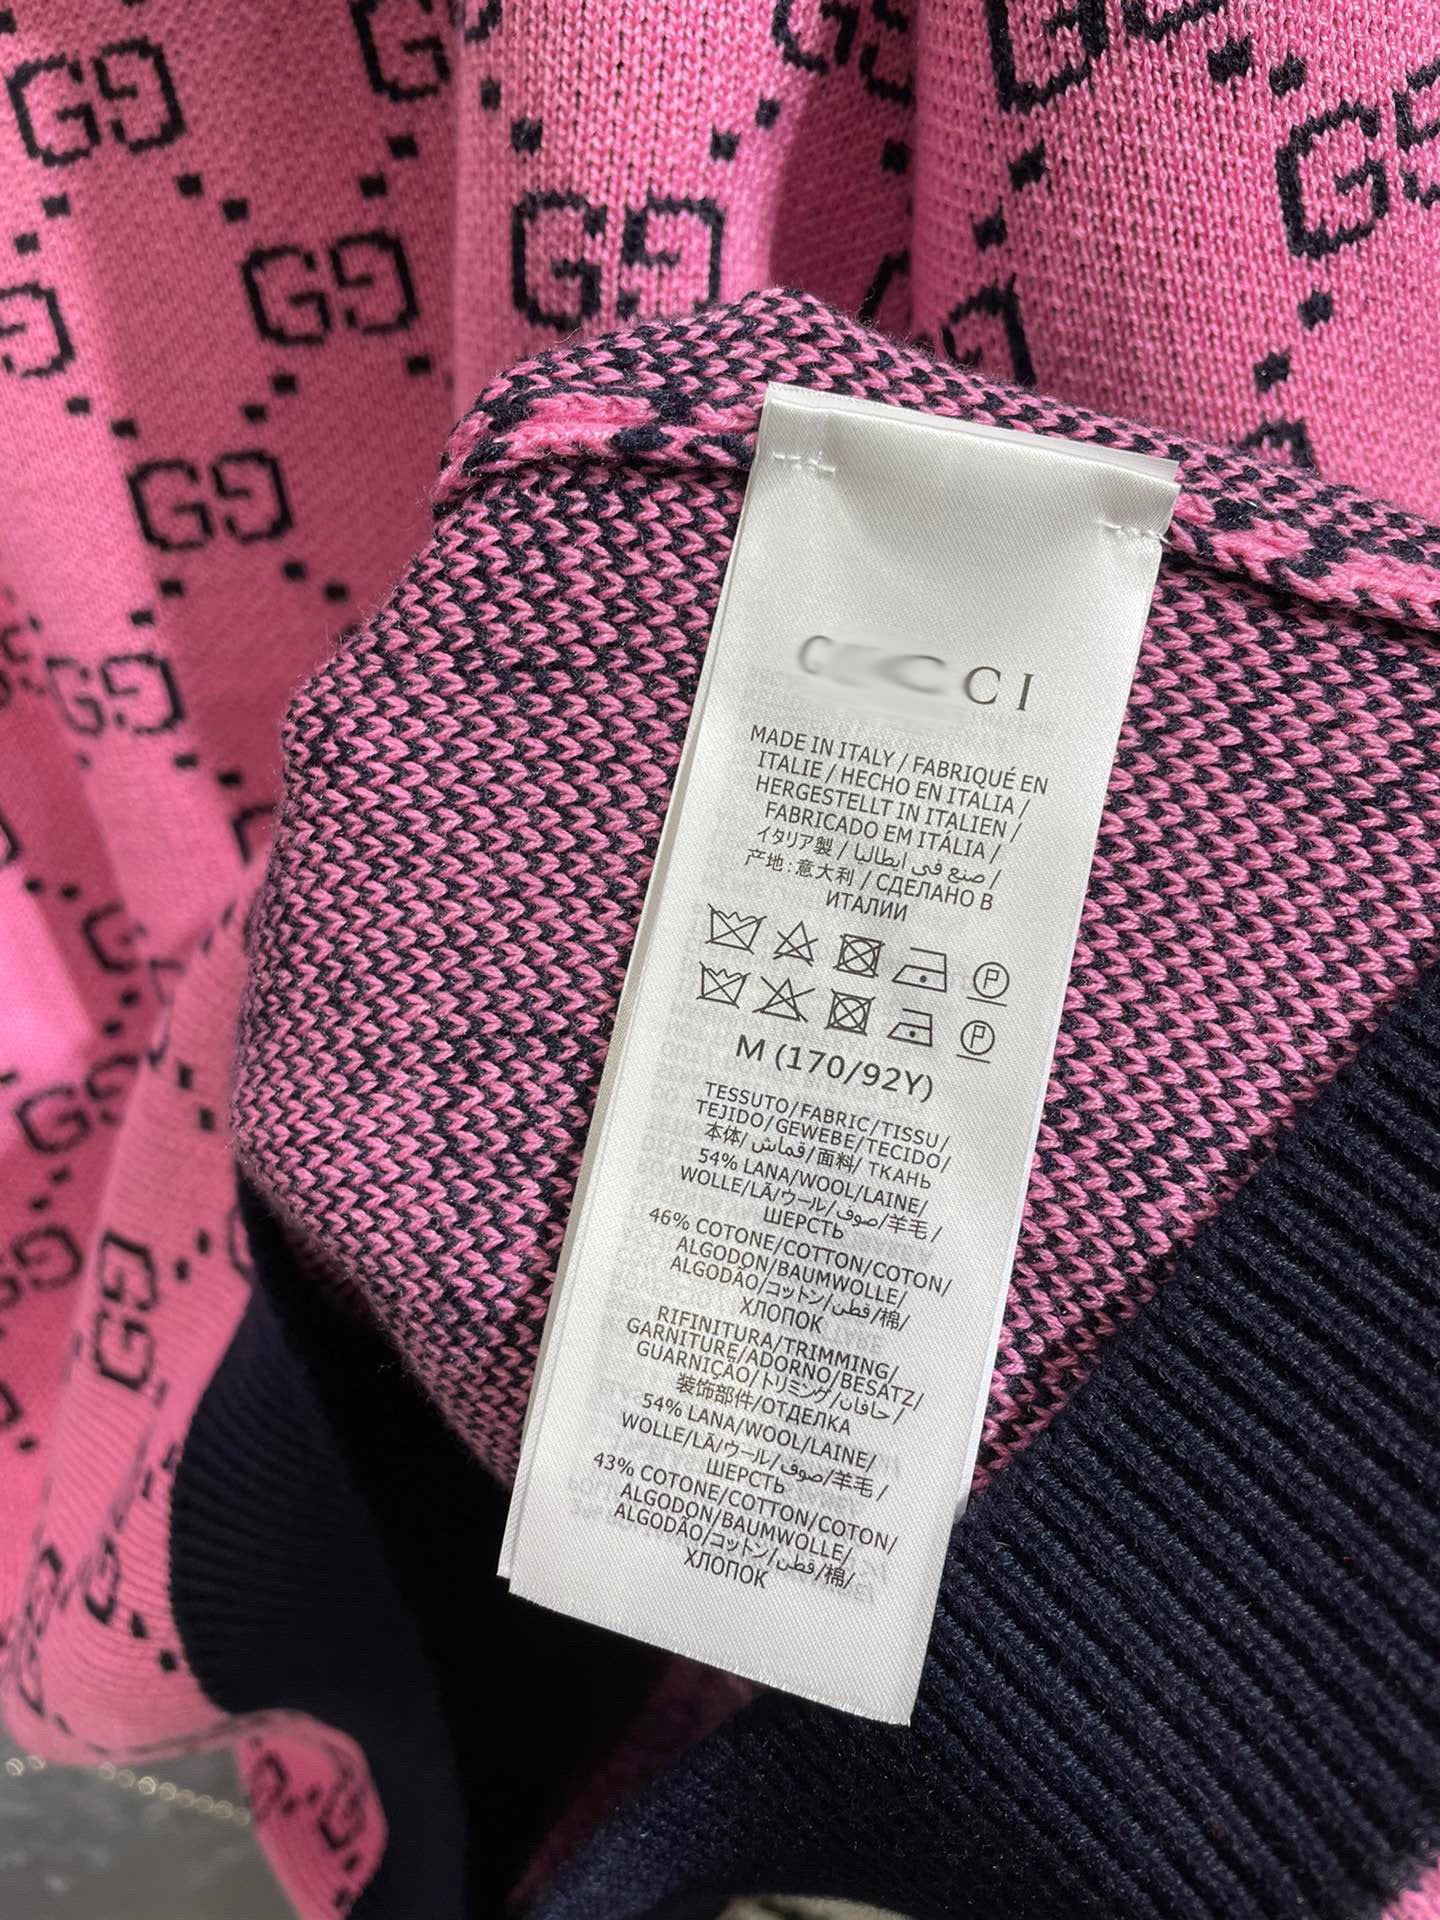 CI
MADE IN ITALY / FABRIQUÉ EN
ITALIE / HECHO EN ITALIA /
HERGESTELLT IN ITALIEN /
FABRICADO EM ITÁLIA /
イタリア製 / صنع في ايطاليا /
产地:意大利 / СДЕЛАНО В
ИТАЛИИ
M (170/92Y)
TESSUTO/FABRIC/TISSU/
TEJIDO/GEWEBE/TECIDO/
本体/ قماش/面料/ ТКАНЬ
54% LANA/WOOL/LAINE/
WOLLE/LÃ/ウール/صوف/羊毛 /
ШЕРСТЬ
46% COTONE/COTTON/COTON/
ALGODON/BAUMWOLLE/
ALGODÃO/コットン/قطن/棉/
ХЛОПОК
RIFINITURA/TRIMMING/
GARNITURE/ADORNO/BESATZ/
GUARNIÇÃO/トリミング/حافان /
装饰部件/ОТДЕЛКА
54% LANA/WOOL/LAINE/
WOLLE/LÃ/ウール/صوف/羊毛 /
ШЕРСТЬ
43% COTONE/COTTON/COTON/
ALGODON/BAUMWOLLE/
ALGODÃO/コットン/قطن/棉/
ХЛОПОК